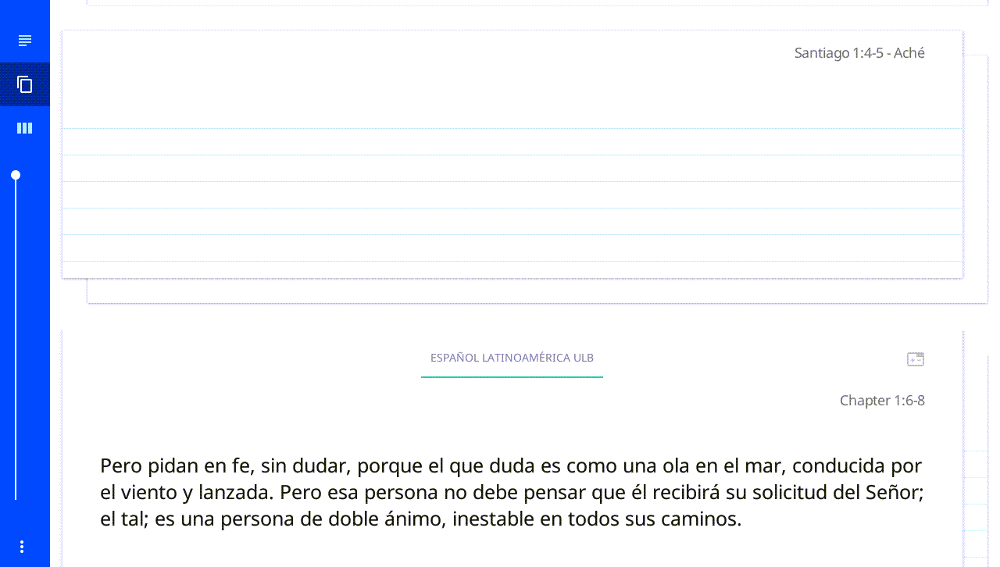 Santiago 1:4-5 - Aché
ESPAÑOL LATINOAMÉRICA ULB
Chapter 1:6-8
Pero pidan en fe, sin dudar, porque el que duda es como una ola en el mar, conducida por
el viento y lanzada. Pero esa persona no debe pensar que él recibirá su solicitud del Señor;
el tal; es una persona de doble ánimo, inestable en todos sus caminos.